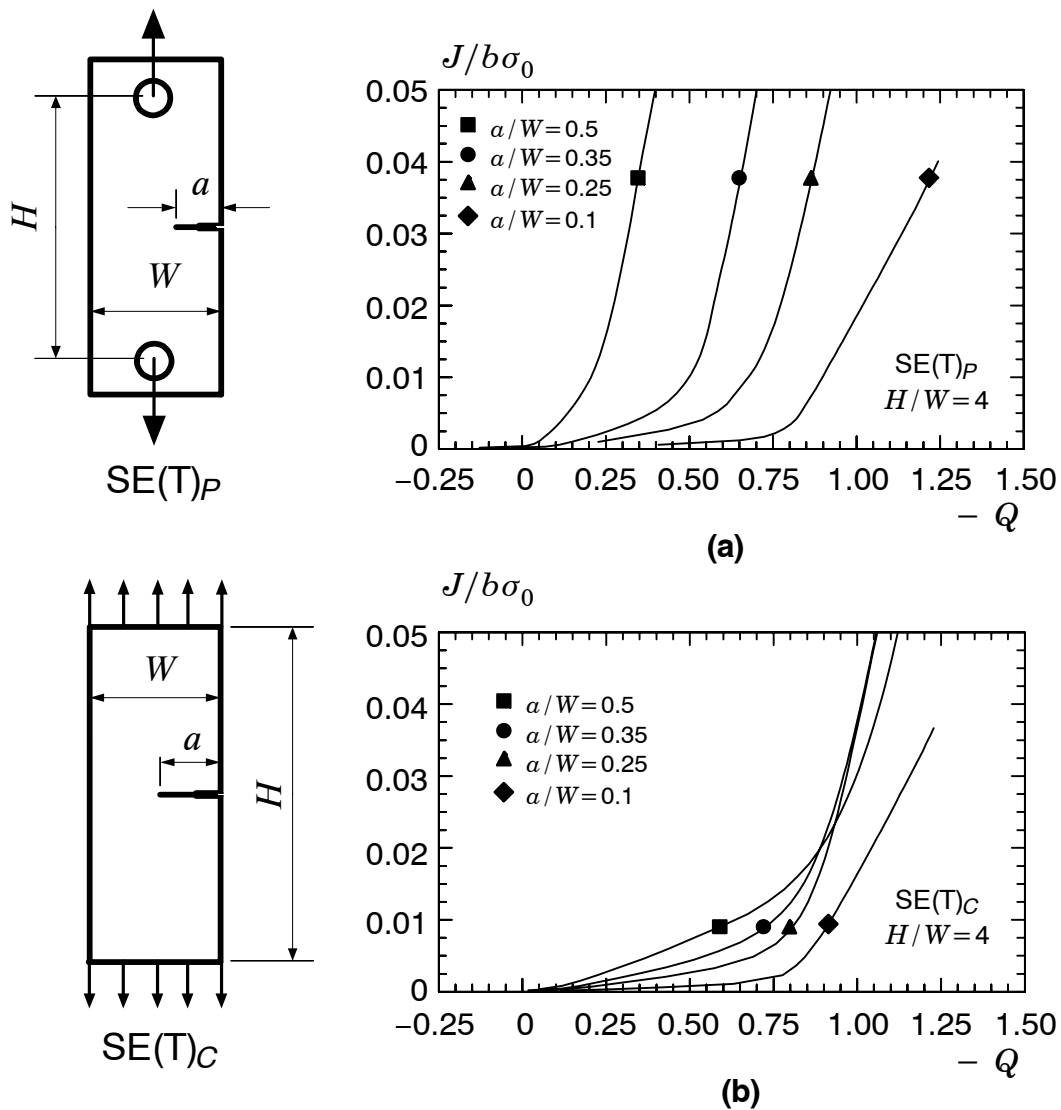 J/bσ₀
0.05
0.04
0.03
0.02
0.01
0
a/W=0.5
a/W=0.35
a/W=0.25
a/W=0.1
SE(T)P
H/W=4
−0.25 0 0.25 0.50 0.75 1.00 1.25 1.50
− Q
(a)
a
H
W
SE(T)P
J/bσ₀
0.05
0.04
0.03
0.02
0.01
0
a/W=0.5
a/W=0.35
a/W=0.25
a/W=0.1
SE(T)C
H/W=4
−0.25 0 0.25 0.50 0.75 1.00 1.25 1.50
− Q
(b)
W
a
H
SE(T)C